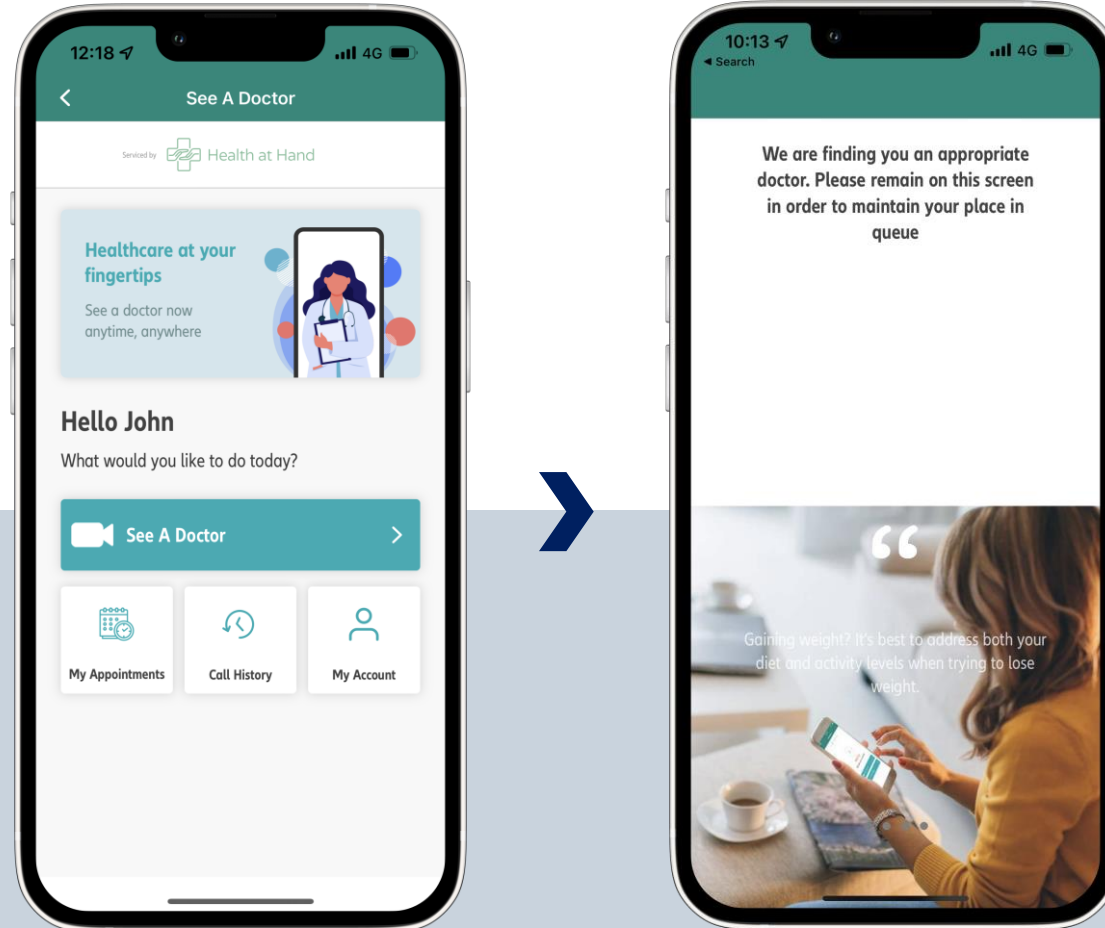 12:18
4G
See A Doctor
Serviced by Health at Hand
Healthcare at your
fingertips
See a doctor now
anytime, anywhere
Hello John
What would you like to do today?
See A Doctor
My Appointments
Call History
My Account
10:13
4G
Search
We are finding you an appropriate
doctor. Please remain on this screen
in order to maintain your place in
queue
“
Gaining weight? It's best to address both your
diet and activity levels when trying to lose
weight.